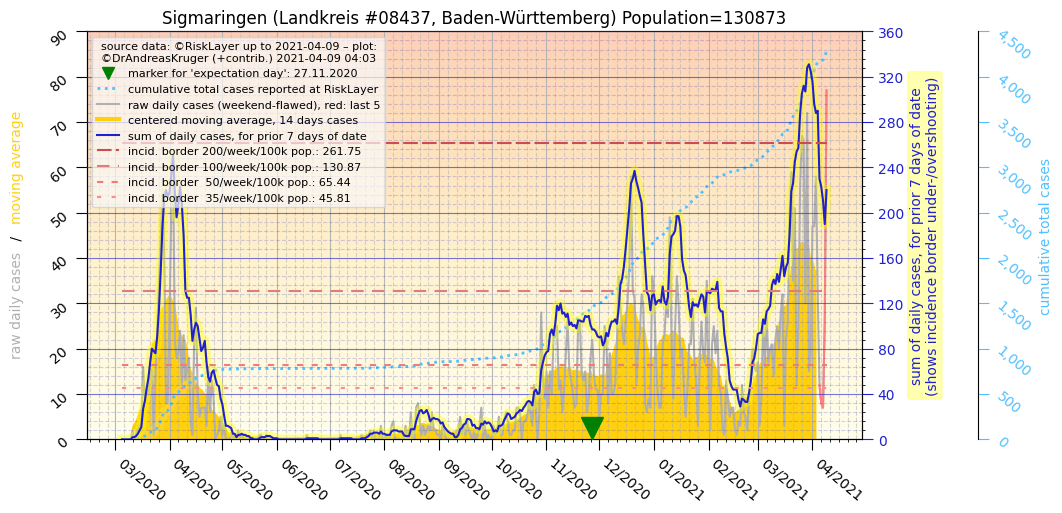 Sigmaringen (Landkreis #08437, Baden-Württemberg) Population=130873
source data: ©RiskLayer up to 2021-04-09 – plot:
©DrAndreasKruger (+contrib.) 2021-04-09 04:03
marker for 'expectation day': 27.11.2020
cumulative total cases reported at RiskLayer
raw daily cases (weekend-flawed), red: last 5
centered moving average, 14 days cases
sum of daily cases, for prior 7 days of date
incid. border 200/week/100k pop.: 261.75
incid. border 100/week/100k pop.: 130.87
incid. border  50/week/100k pop.: 65.44
incid. border  35/week/100k pop.: 45.81
raw daily cases / moving average
90
80
70
60
50
40
30
20
10
0
03/2020
04/2020
05/2020
06/2020
07/2020
08/2020
09/2020
10/2020
11/2020
12/2020
01/2021
02/2021
03/2021
04/2021
360
320
280
240
200
160
120
80
40
0
sum of daily cases, for prior 7 days of date
(shows incidence border under-/overshooting)
4,500
4,000
3,500
3,000
2,500
2,000
1,500
1,000
500
0
cumulative total cases